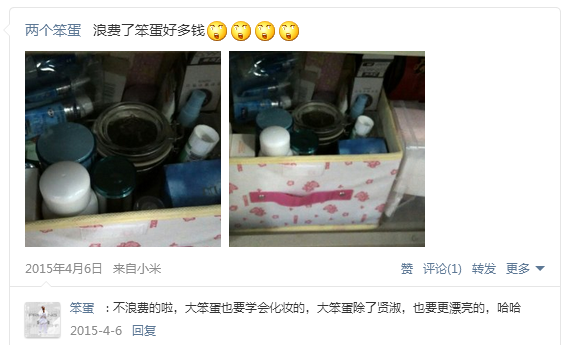 两个笨蛋 浪费了笨蛋好多钱
2015年4月6日 来自小米 赞 评论(1) 转发 更多
笨蛋 : 不浪费的啦，大笨蛋也要学会化妆的，大笨蛋除了贤淑，也要更漂亮的，哈哈
2015-4-6 回复